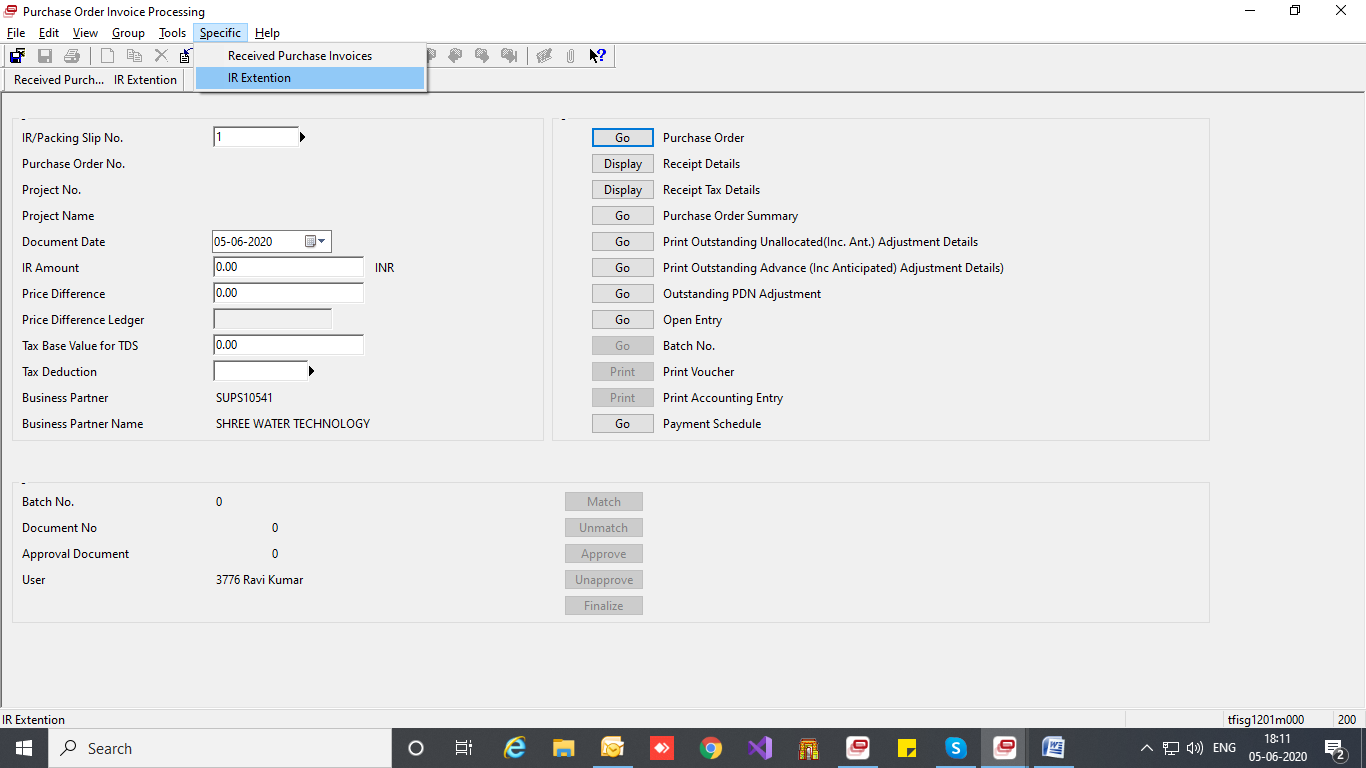 Purchase Order Invoice Processing
File Edit View Group Tools Specific Help
Received Purchase Invoices
IR Extention
Received Purch... IR Extention
IR/Packing Slip No. 1
Purchase Order No.
Project No.
Project Name
Document Date 05-06-2020
IR Amount 0.00 INR
Price Difference 0.00
Price Difference Ledger
Tax Base Value for TDS 0.00
Tax Deduction
Business Partner SUPS10541
Business Partner Name SHREE WATER TECHNOLOGY
Go Purchase Order
Display Receipt Details
Display Receipt Tax Details
Go Purchase Order Summary
Go Print Outstanding Unallocated(Inc. Ant.) Adjustment Details
Go Print Outstanding Advance (Inc Anticipated) Adjustment Details)
Go Outstanding PDN Adjustment
Go Open Entry
Go Batch No.
Print Print Voucher
Print Print Accounting Entry
Go Payment Schedule
Batch No. 0
Document No 0
Approval Document 0
User 3776 Ravi Kumar
Match
Unmatch
Approve
Unapprove
Finalize
IR Extention tfisg1201m000 200
Search
ENG
18:11
05-06-2020
2